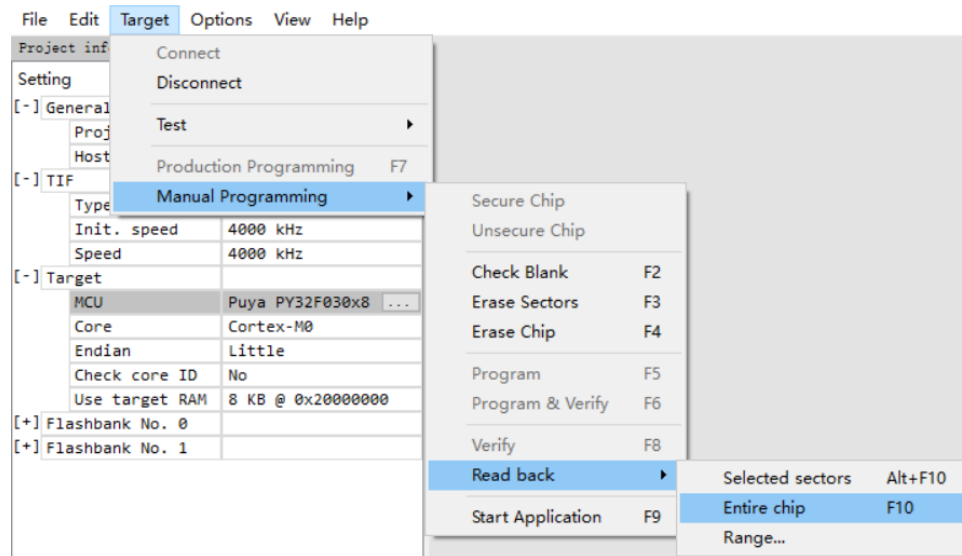 File Edit Target Options View Help
Project inf
Setting
[-] General
Proj
Host
[-] TIF
Type
Init. speed 4000 kHz
Speed 4000 kHz
[-] Target
MCU Puya PY32F030x8 ...
Core Cortex-M0
Endian Little
Check core ID No
Use target RAM 8 KB @ 0x20000000
[+] Flashbank No. 0
[+] Flashbank No. 1
Connect
Disconnect
Test
Production Programming F7
Manual Programming
Secure Chip
Unsecure Chip
Check Blank F2
Erase Sectors F3
Erase Chip F4
Program F5
Program & Verify F6
Verify F8
Read back
Start Application F9
Selected sectors Alt+F10
Entire chip F10
Range...